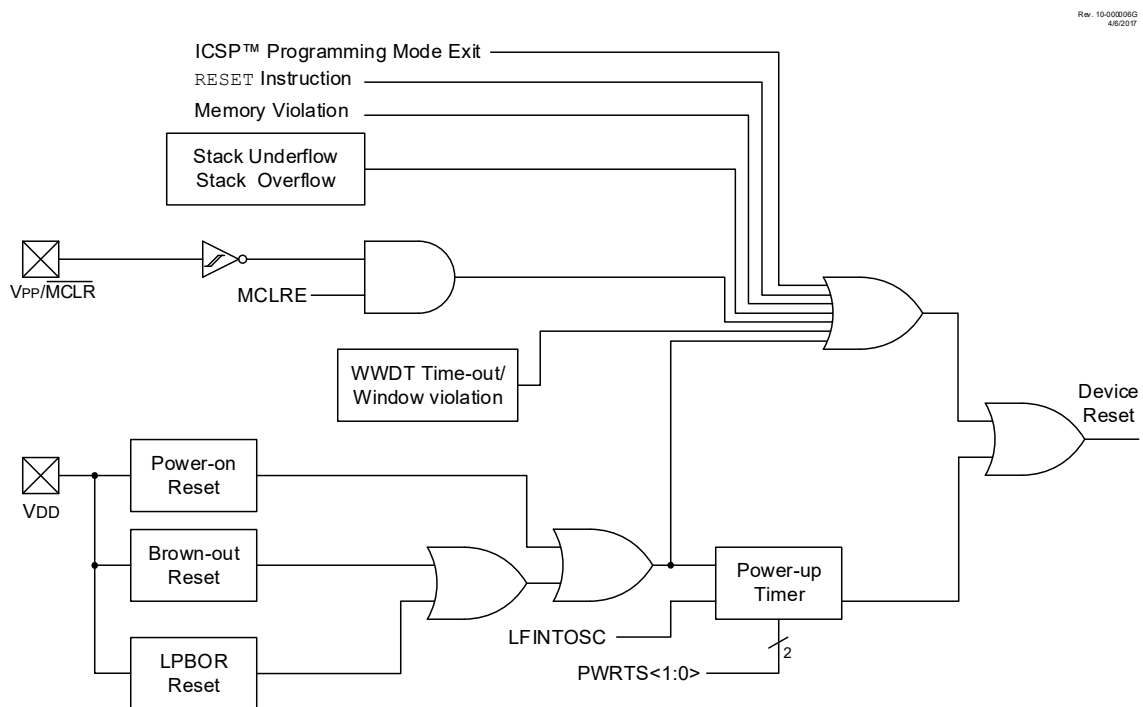 Rev. 10-000006G
4/6/2017
ICSP™ Programming Mode Exit
RESET Instruction
Memory Violation
Stack Underflow
Stack Overflow
VPP/MCLR
MCLRE
WWDT Time-out/
Window violation
Device
Reset
Power-on
Reset
VDD
Brown-out
Reset
Power-up
Timer
LFINTOSC
LPBOR
Reset
2
PWRTS<1:0>